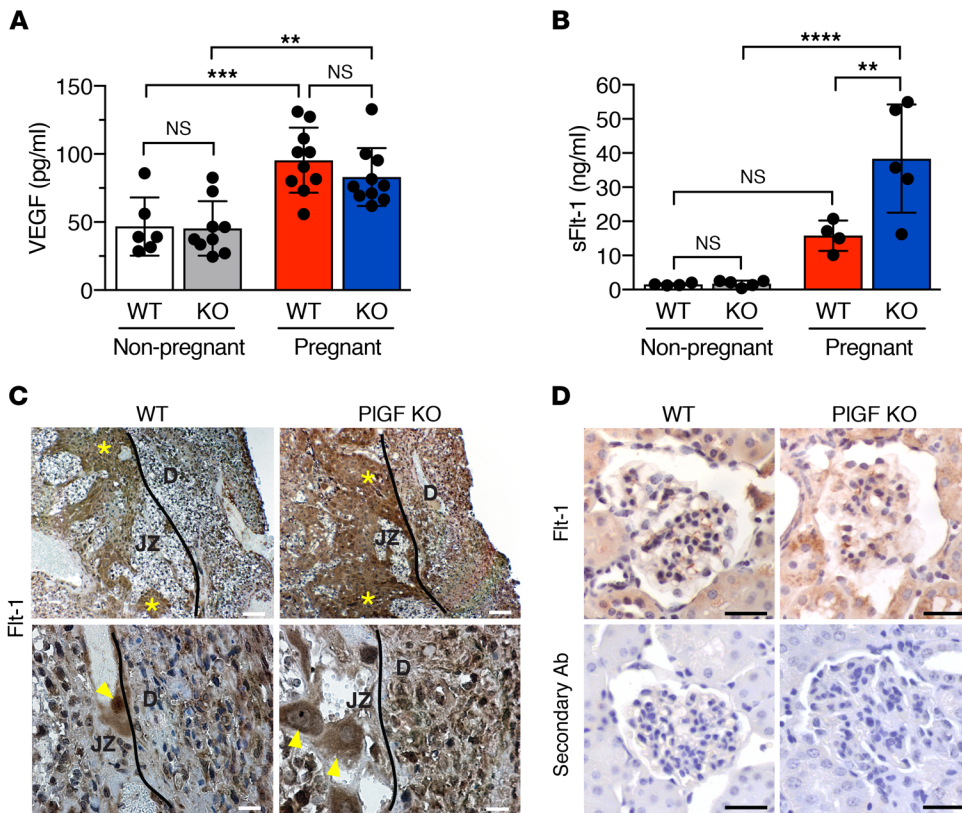 A
VEGF (pg/ml)
150
100
50
0
NS
***
**
NS
WT
KO
WT
KO
Non-pregnant
Pregnant
B
sFlt-1 (ng/ml)
60
50
40
30
20
10
0
NS
NS
****
**
WT
KO
WT
KO
Non-pregnant
Pregnant
C
WT
PlGF KO
Flt-1
*
D
JZ
*
*
D
JZ
*
D
JZ
D
JZ
D
WT
PlGF KO
Flt-1
Secondary Ab